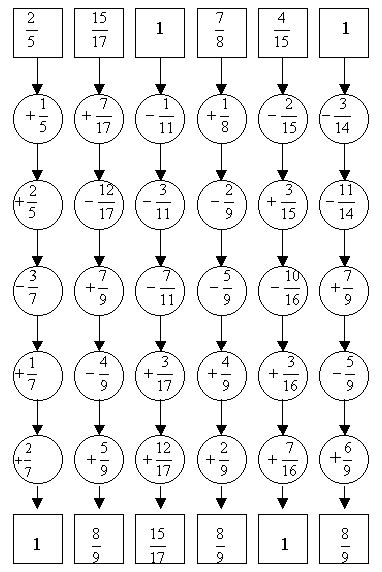 2/5 15/17 1 7/8 4/15 1
+1/5 +7/17 −1/11 +1/8 −2/15 −3/14
+2/5 −12/17 −3/11 −2/9 +3/15 −11/14
−3/7 +7/9 −7/11 −5/9 −10/16 +7/9
+1/7 −4/9 +3/17 +4/9 +3/16 −5/9
+2/7 +5/9 +12/17 +2/9 +7/16 +6/9
1 8/9 15/17 8/9 1 8/9